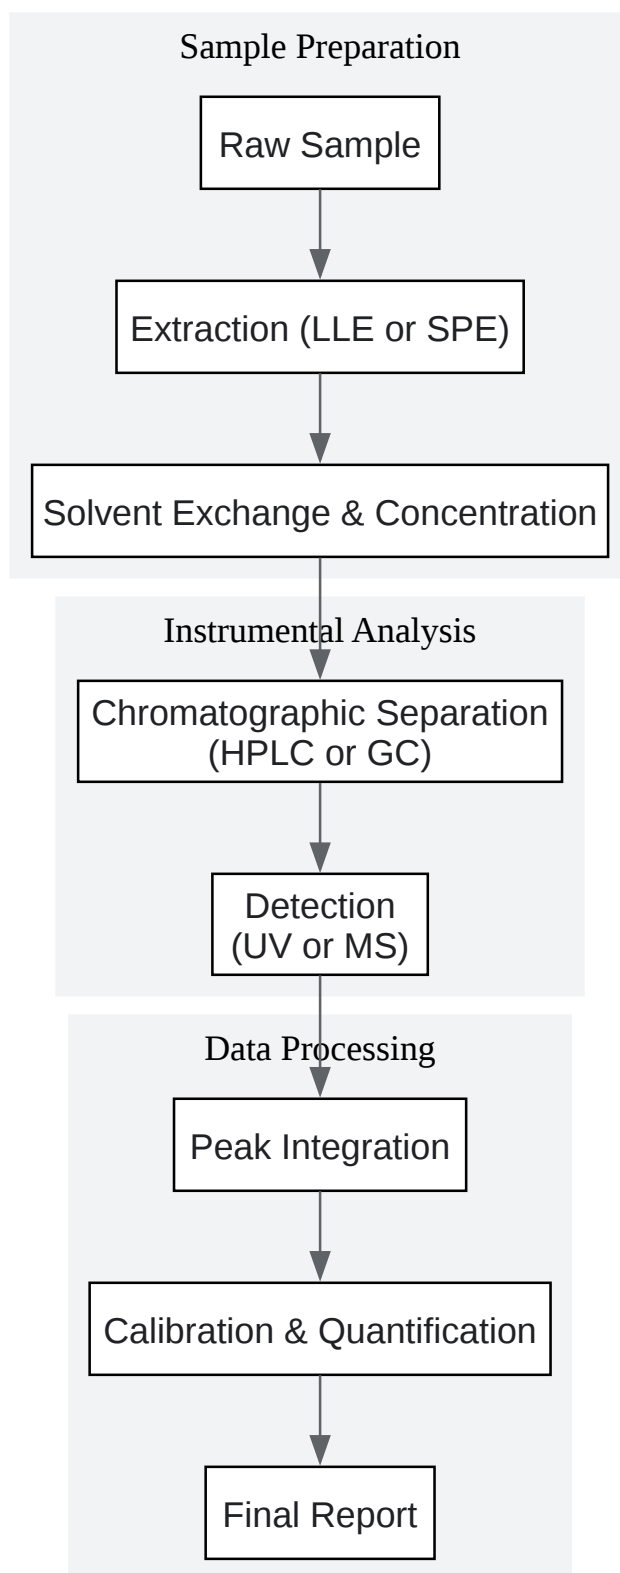 Sample Preparation
Raw Sample
Extraction (LLE or SPE)
Solvent Exchange & Concentration
Instrumental Analysis
Chromatographic Separation
(HPLC or GC)
Detection
(UV or MS)
Data Processing
Peak Integration
Calibration & Quantification
Final Report